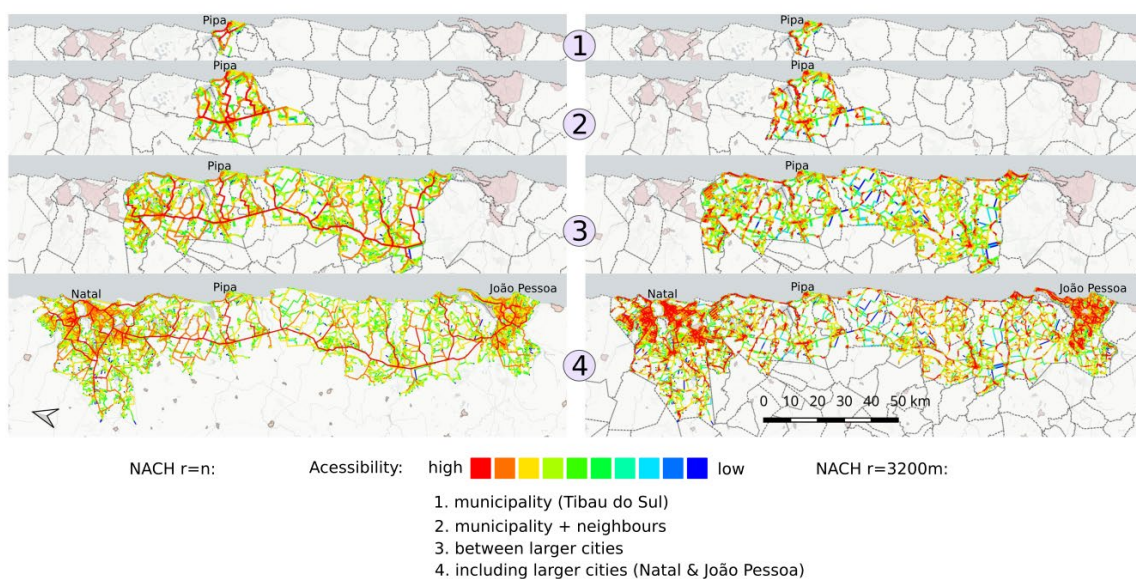 Pipa
Pipa
1
Pipa
Pipa
2
Pipa
Pipa
3
Natal
Pipa
João Pessoa
Natal
Pipa
João Pessoa
4
0 10 20 30 40 50 km
NACH r=n:
Acessibility:
high
low
NACH r=3200m:
1. municipality (Tibau do Sul)
2. municipality + neighbours
3. between larger cities
4. including larger cities (Natal & João Pessoa)